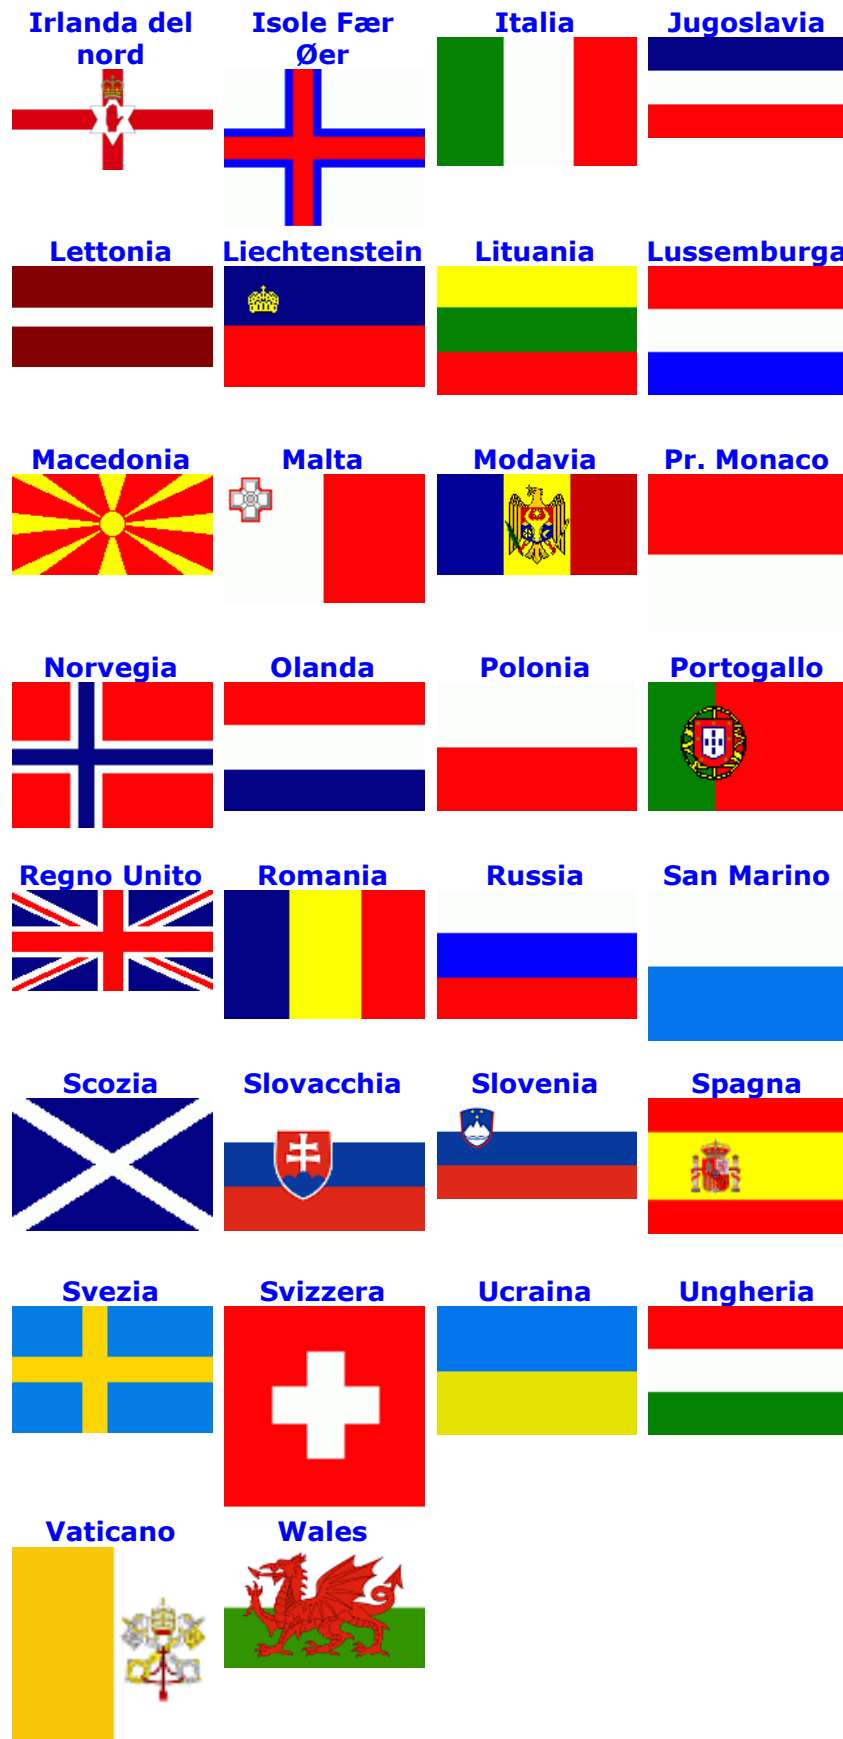 Irlanda del
nord
Isole Fær
Øer
Italia
Jugoslavia
Lettonia
Liechtenstein
Lituania
Lussemburga
Macedonia
Malta
Modavia
Pr. Monaco
Norvegia
Olanda
Polonia
Portogallo
Regno Unito
Romania
Russia
San Marino
Scozia
Slovacchia
Slovenia
Spagna
Svezia
Svizzera
Ucraina
Ungheria
Vaticano
Wales